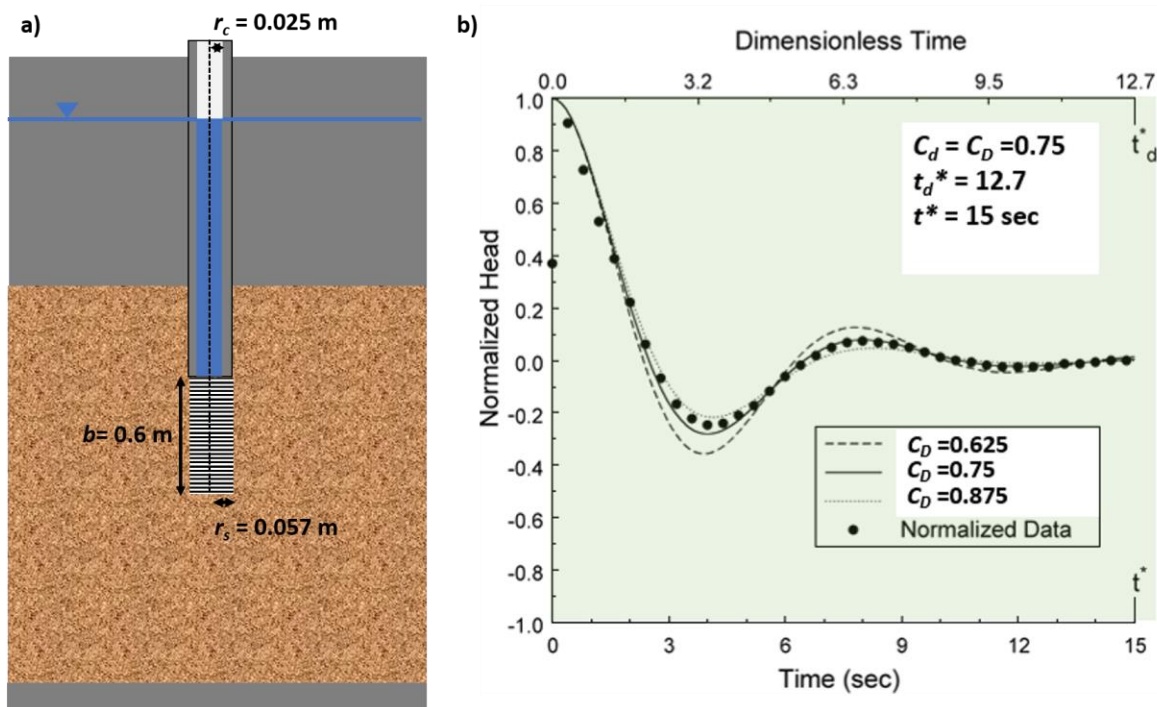 a)
r_c = 0.025 m
b= 0.6 m
r_s = 0.057 m
b)
Dimensionless Time
0.0 3.2 6.3 9.5 12.7
Normalized Head
1.0
0.8
0.6
0.4
0.2
0.0
-0.2
-0.4
-0.6
-0.8
-1.0
t*_d
C_d = C_D =0.75
t_d* = 12.7
t* = 15 sec
C_D =0.625
C_D =0.75
C_D =0.875
Normalized Data
t*
0 3 6 9 12 15
Time (sec)